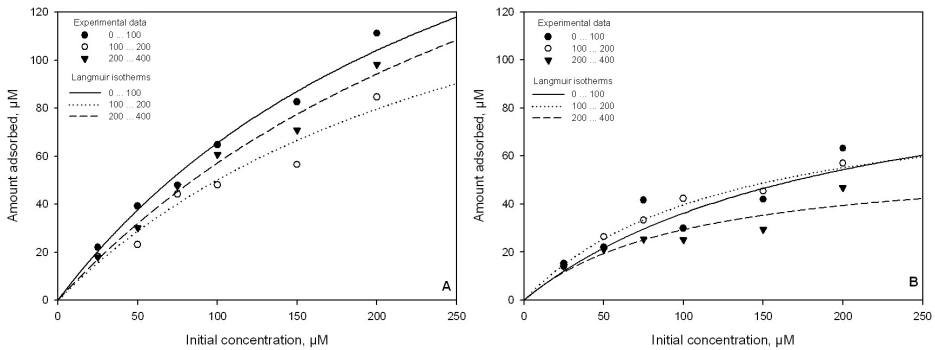 Amount adsorbed, µM
120
100
80
60
40
20
0
Experimental data
0 ... 100
100 ... 200
200 ... 400
Langmuir isotherms
0 ... 100
100 ... 200
200 ... 400
A
0 50 100 150 200 250
Initial concentration, µM
Amount adsorbed, µM
120
100
80
60
40
20
0
Experimental data
0 ... 100
100 ... 200
200 ... 400
Langmuir isotherms
0 ... 100
100 ... 200
200 ... 400
B
0 50 100 150 200 250
Initial concentration, µM